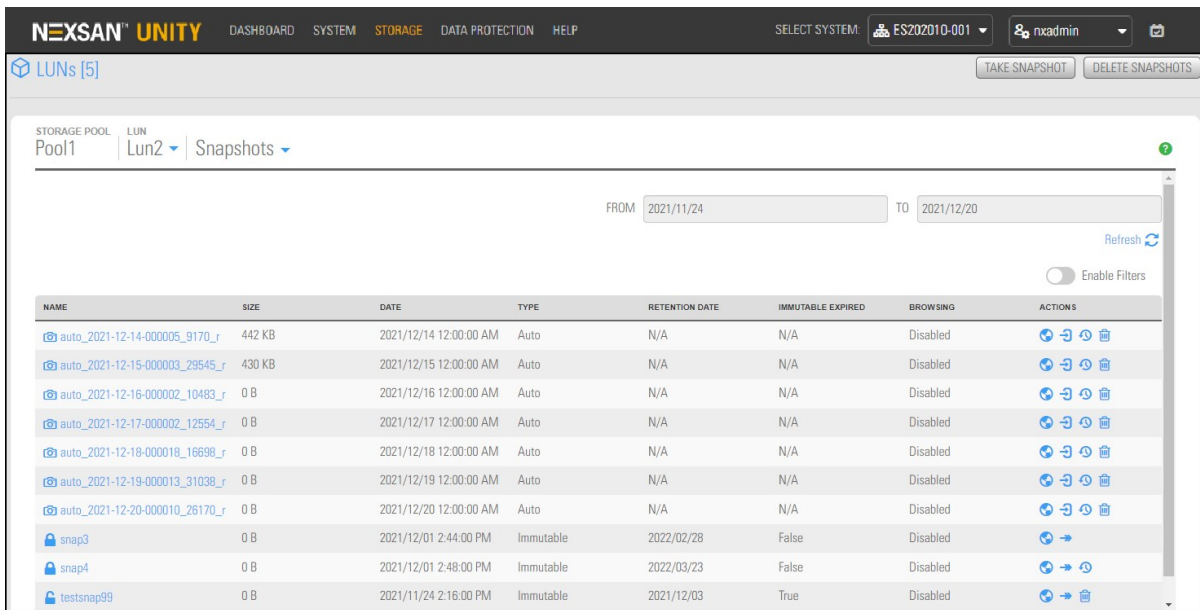 NEXSAN™ UNITY DASHBOARD SYSTEM STORAGE DATA PROTECTION HELP SELECT SYSTEM: ES202010-001 nxadmin
LUNs [5] TAKE SNAPSHOT DELETE SNAPSHOTS
STORAGE POOL LUN
Pool1 Lun2 Snapshots ?
FROM 2021/11/24 TO 2021/12/20
Refresh
Enable Filters
NAME SIZE DATE TYPE RETENTION DATE IMMUTABLE EXPIRED BROWSING ACTIONS
auto_2021-12-14-000005_9170_r 442 KB 2021/12/14 12:00:00 AM Auto N/A N/A Disabled
auto_2021-12-15-000003_29545_r 430 KB 2021/12/15 12:00:00 AM Auto N/A N/A Disabled
auto_2021-12-16-000002_10483_r 0 B 2021/12/16 12:00:00 AM Auto N/A N/A Disabled
auto_2021-12-17-000002_12554_r 0 B 2021/12/17 12:00:00 AM Auto N/A N/A Disabled
auto_2021-12-18-000018_16698_r 0 B 2021/12/18 12:00:00 AM Auto N/A N/A Disabled
auto_2021-12-19-000013_31038_r 0 B 2021/12/19 12:00:00 AM Auto N/A N/A Disabled
auto_2021-12-20-000010_26170_r 0 B 2021/12/20 12:00:00 AM Auto N/A N/A Disabled
snap3 0 B 2021/12/01 2:44:00 PM Immutable 2022/02/28 False Disabled
snap4 0 B 2021/12/01 2:48:00 PM Immutable 2022/03/23 False Disabled
testsnap99 0 B 2021/11/24 2:16:00 PM Immutable 2021/12/03 True Disabled